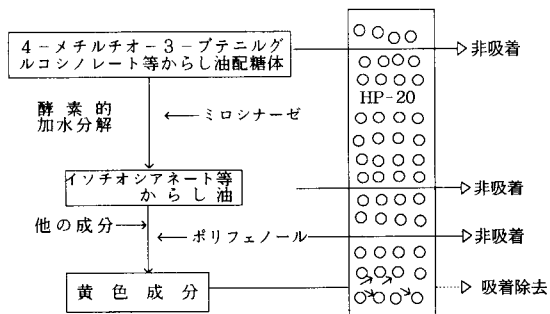 4-メチルチオ-3-ブテニルグ
ルコシノレート等からし油配糖体
非吸着
HP-20
酵素的
加水分解
ミロシナーゼ
イソチオシアネート等
からし油
非吸着
他の成分
ポリフェノール
非吸着
黄色成分
吸着除去